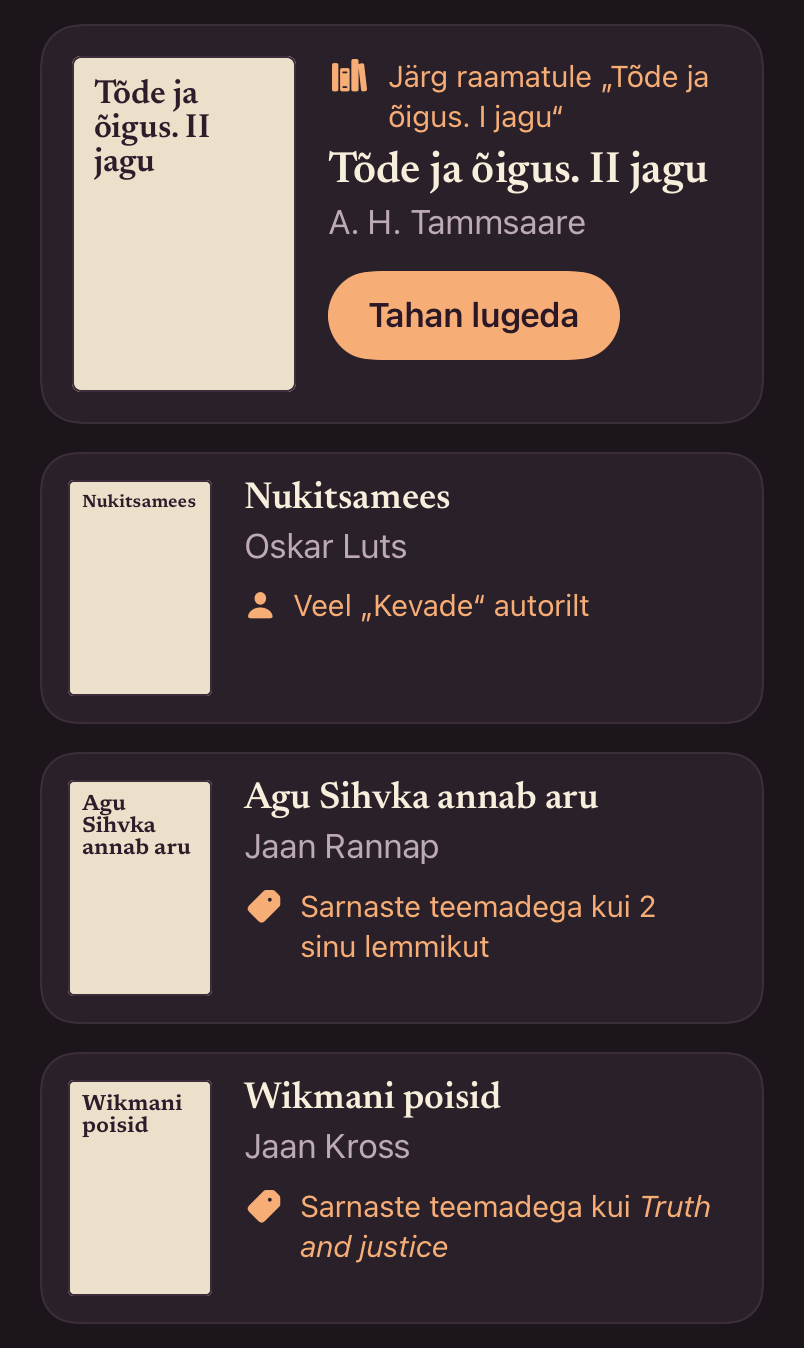 Tõde ja
õigus. II
jagu
Järg raamatule „Tõde ja
õigus. I jagu“
Tõde ja õigus. II jagu
A. H. Tammsaare
Tahan lugeda
Nukitsamees
Nukitsamees
Oskar Luts
Veel „Kevade“ autorilt
Agu
Sihvka
annab aru
Agu Sihvka annab aru
Jaan Rannap
Sarnaste teemadega kui 2
sinu lemmikut
Wikmani
poisid
Wikmani poisid
Jaan Kross
Sarnaste teemadega kui Truth
and justice